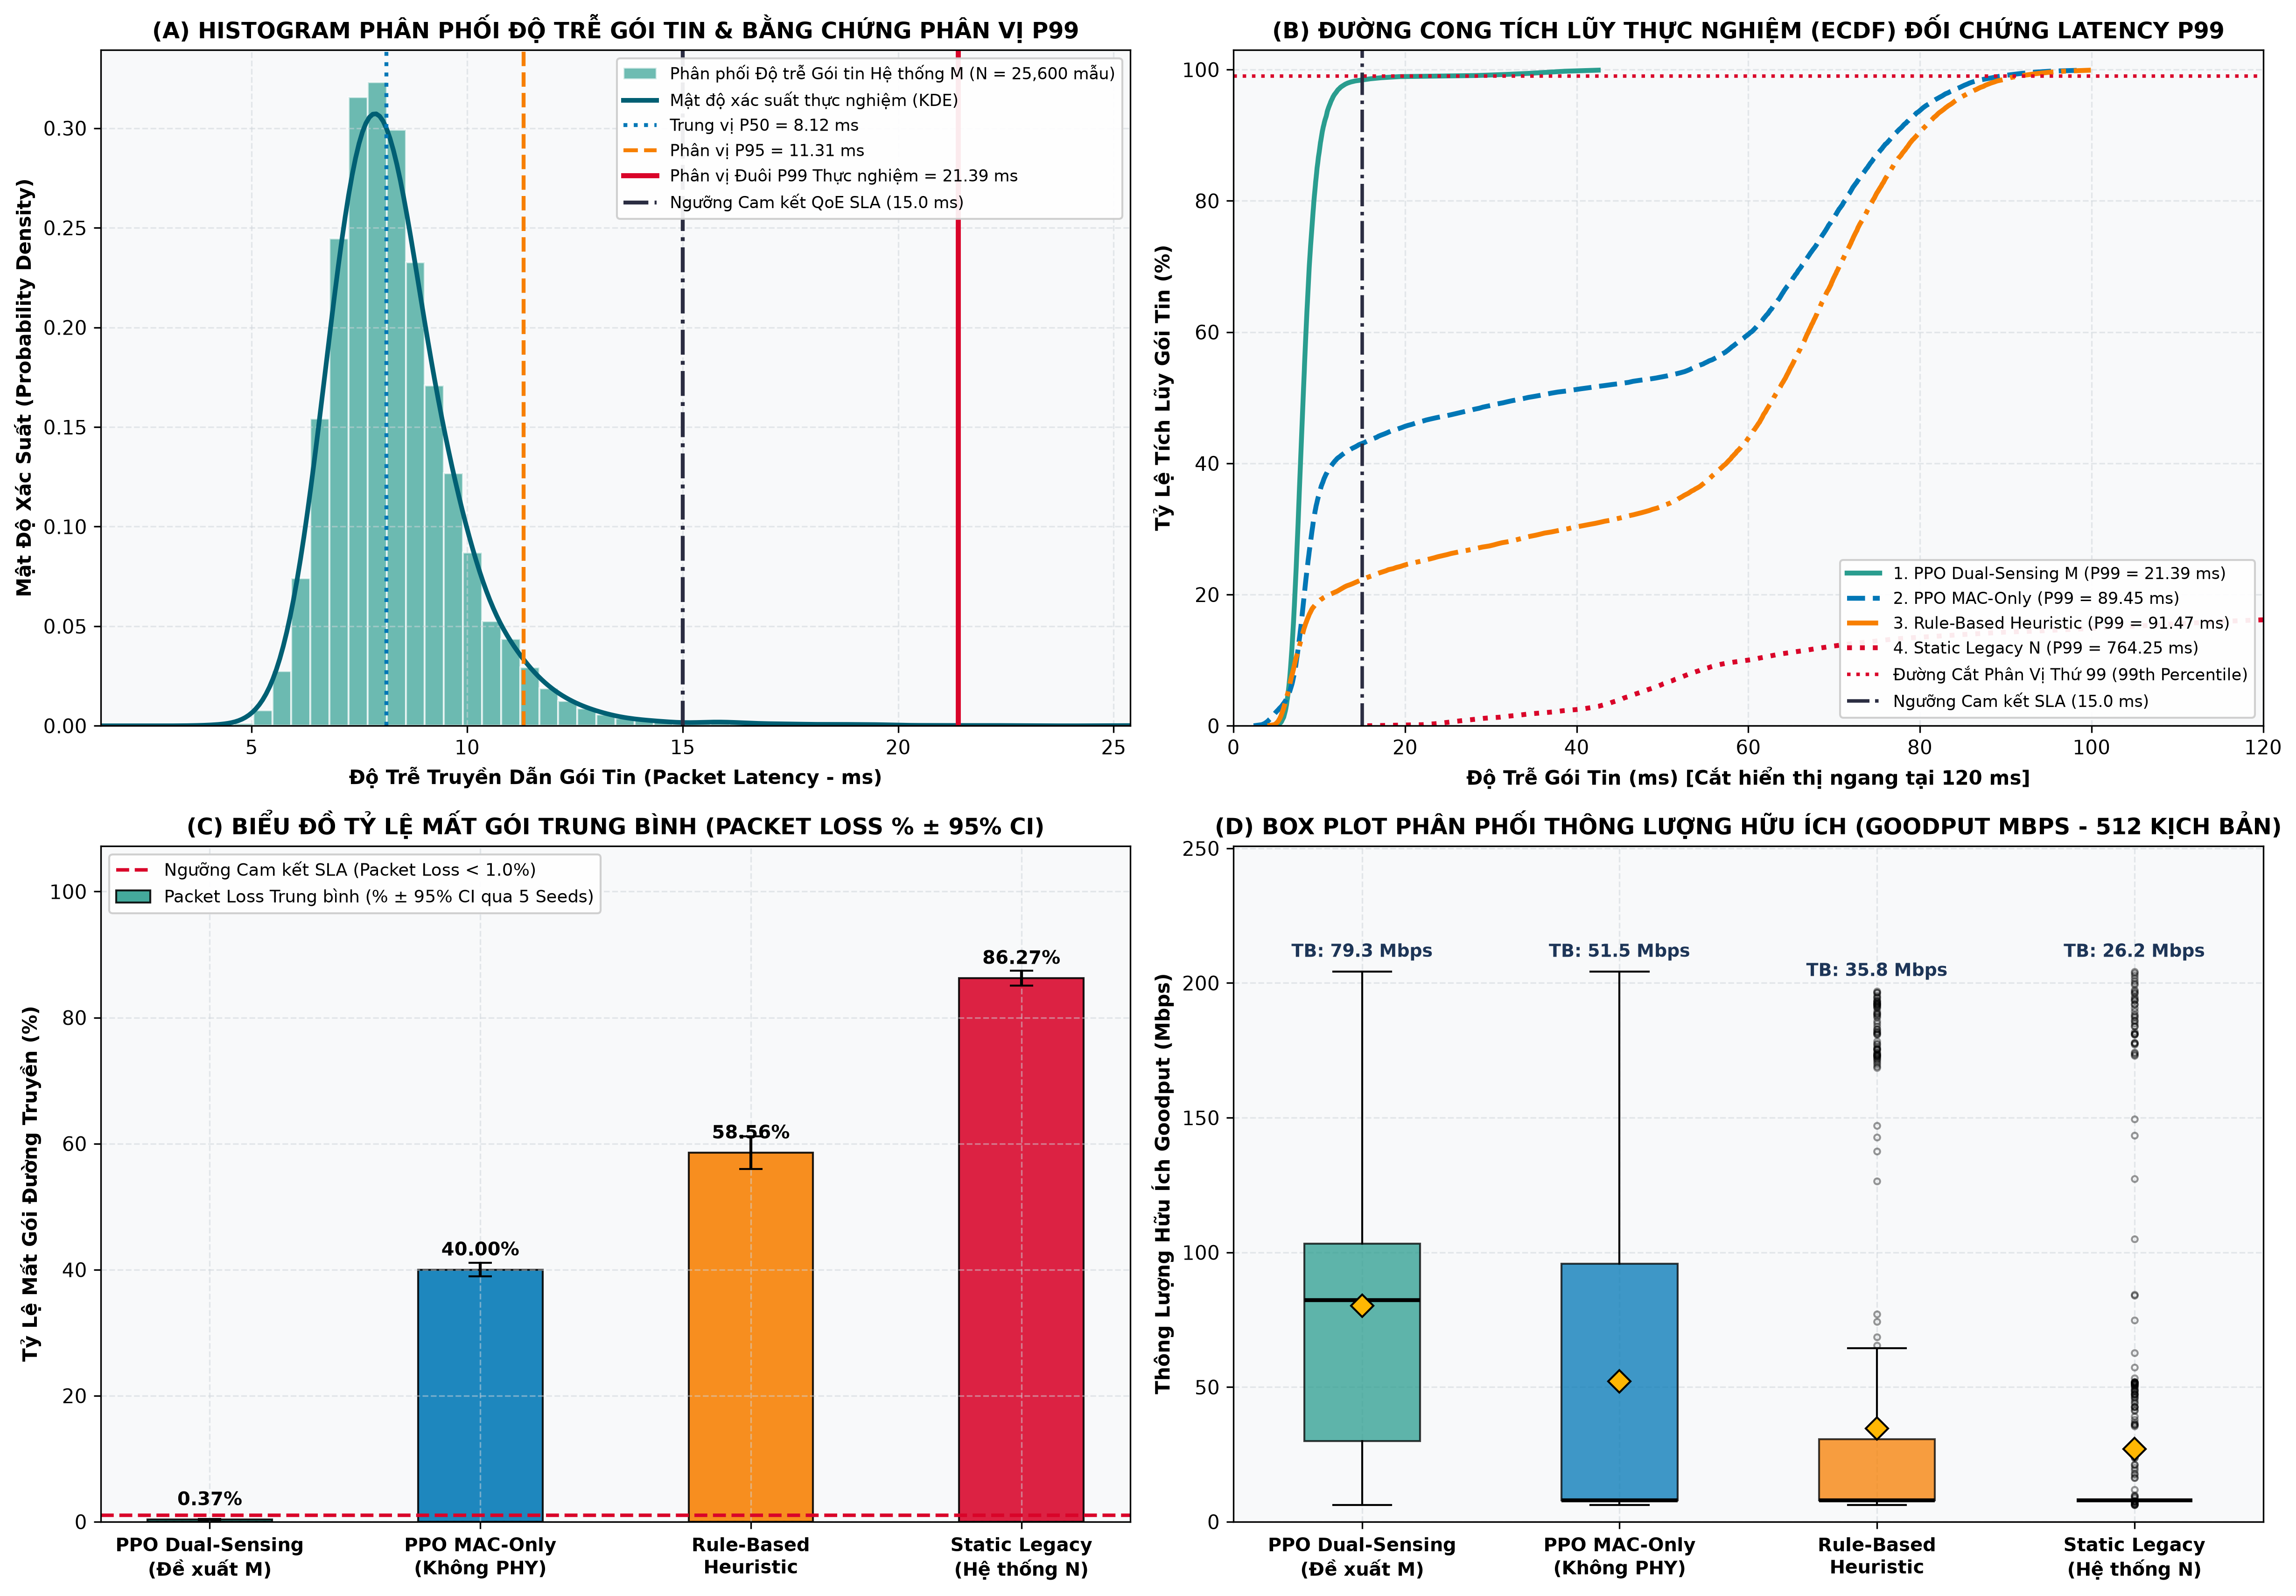 (A) HISTOGRAM PHÂN PHỐI ĐỘ TRỄ GÓI TIN & BẰNG CHỨNG PHÂN VỊ P99
Mật Độ Xác Suất (Probability Density)
0.30
0.25
0.20
0.15
0.10
0.05
0.00
Phân phối Độ trễ Gói tin Hệ thống M (N = 25,600 mẫu)
Mật độ xác suất thực nghiệm (KDE)
Trung vị P50 = 8.12 ms
Phân vị P95 = 11.31 ms
Phân vị Đuôi P99 Thực nghiệm = 21.39 ms
Ngưỡng Cam kết QoE SLA (15.0 ms)
5 10 15 20 25
Độ Trễ Truyền Dẫn Gói Tin (Packet Latency - ms)
(B) ĐƯỜNG CONG TÍCH LŨY THỰC NGHIỆM (ECDF) ĐỐI CHỨNG LATENCY P99
Tỷ Lệ Tích Lũy Gói Tin (%)
100
80
60
40
20
0
1. PPO Dual-Sensing M (P99 = 21.39 ms)
2. PPO MAC-Only (P99 = 89.45 ms)
3. Rule-Based Heuristic (P99 = 91.47 ms)
4. Static Legacy N (P99 = 764.25 ms)
Đường Cắt Phân Vị Thứ 99 (99th Percentile)
Ngưỡng Cam kết SLA (15.0 ms)
0 20 40 60 80 100 120
Độ Trễ Gói Tin (ms) [Cắt hiển thị ngang tại 120 ms]
(C) BIỂU ĐỒ TỶ LỆ MẤT GÓI TRUNG BÌNH (PACKET LOSS % ± 95% CI)
Tỷ Lệ Mất Gói Đường Truyền (%)
100
80
60
40
20
0
Ngưỡng Cam kết SLA (Packet Loss < 1.0%)
Packet Loss Trung bình (% ± 95% CI qua 5 Seeds)
0.37%
40.00%
58.56%
86.27%
PPO Dual-Sensing
(Đề xuất M)
PPO MAC-Only
(Không PHY)
Rule-Based
Heuristic
Static Legacy
(Hệ thống N)
(D) BOX PLOT PHÂN PHỐI THÔNG LƯỢNG HỮU ÍCH (GOODPUT MBPS - 512 KỊCH BẢN)
Thông Lượng Hữu Ích Goodput (Mbps)
250
200
150
100
50
0
TB: 79.3 Mbps
TB: 51.5 Mbps
TB: 35.8 Mbps
TB: 26.2 Mbps
PPO Dual-Sensing
(Đề xuất M)
PPO MAC-Only
(Không PHY)
Rule-Based
Heuristic
Static Legacy
(Hệ thống N)